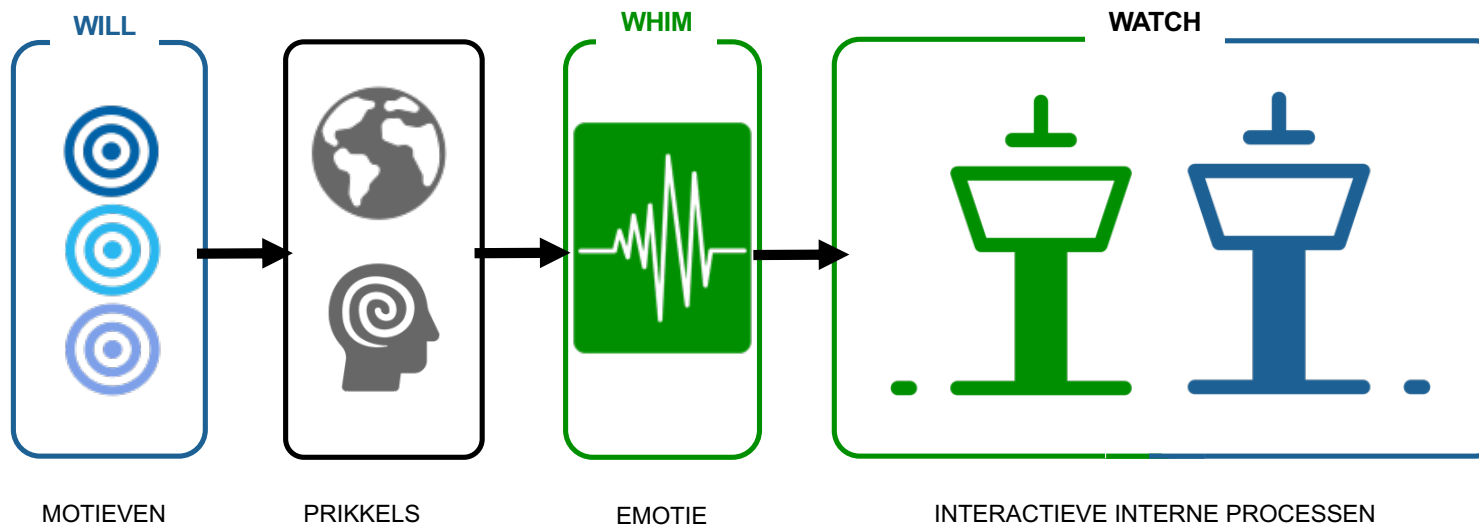 WILL
WHIM
WATCH
MOTIEVEN
PRIKKELS
EMOTIE
INTERACTIEVE INTERNE PROCESSEN